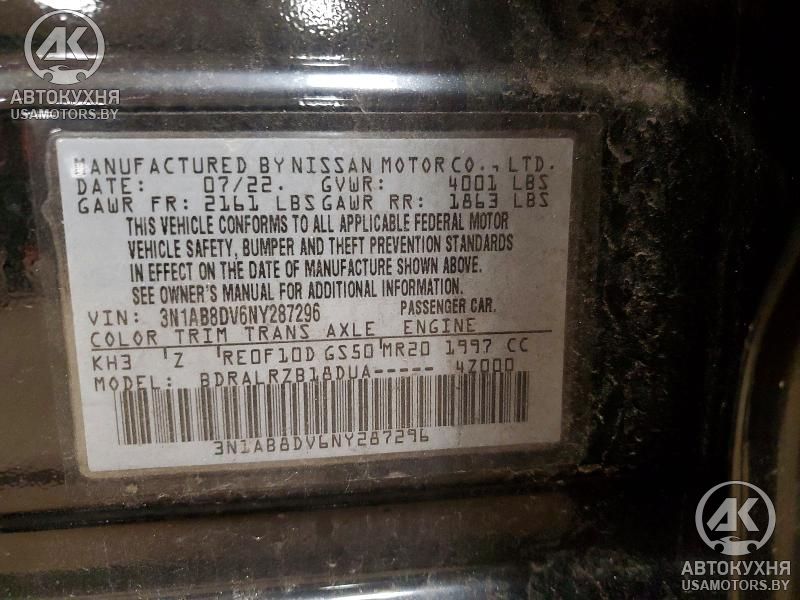 AK
АВТОКУХНЯ
USAMOTORS.BY
MANUFACTURED BY NISSAN MOTOR CO., LTD.
DATE: 07/22. GVWR: 4001 LBS
GAWR FR: 2161 LBS GAWR RR: 1863 LBS
THIS VEHICLE CONFORMS TO ALL APPLICABLE FEDERAL MOTOR
VEHICLE SAFETY, BUMPER AND THEFT PREVENTION STANDARDS
IN EFFECT ON THE DATE OF MANUFACTURE SHOWN ABOVE.
SEE OWNER'S MANUAL FOR ADDITIONAL INFORMATION.
VIN: 3N1AB8DV6NY287296 PASSENGER CAR.
COLOR TRIM TRANS AXLE ENGINE
KH3 'Z 'RE0F10D GS50 MR20 1997 CC
MODEL: BDRALRZB18DUA----- 4Z000
3N1AB8DV6NY287296
AK
АВТОКУХНЯ
USAMOTORS.BY